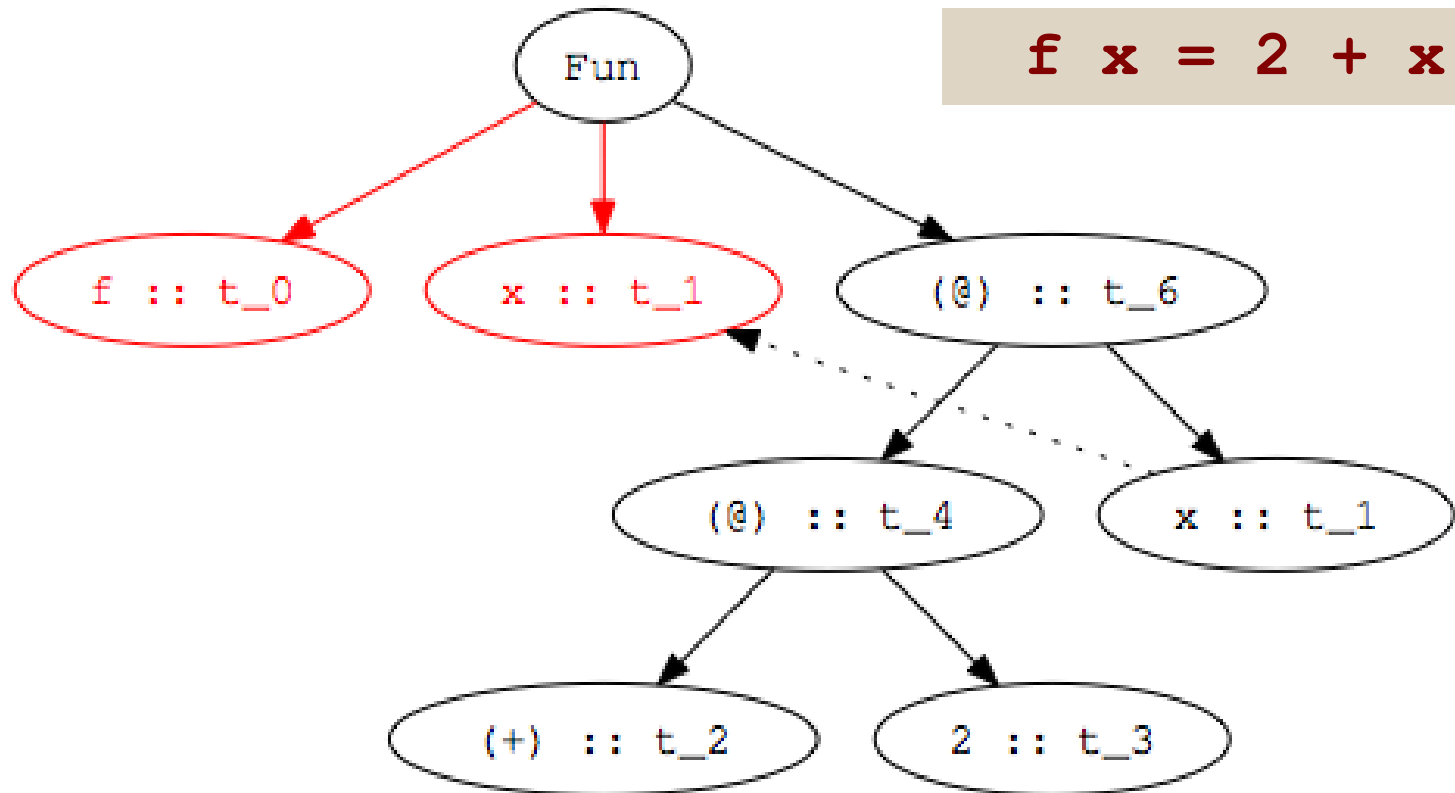 f x = 2 + x
Fun
f :: t_0
x :: t_1
(@) :: t_6
(@) :: t_4
x :: t_1
(+) :: t_2
2 :: t_3